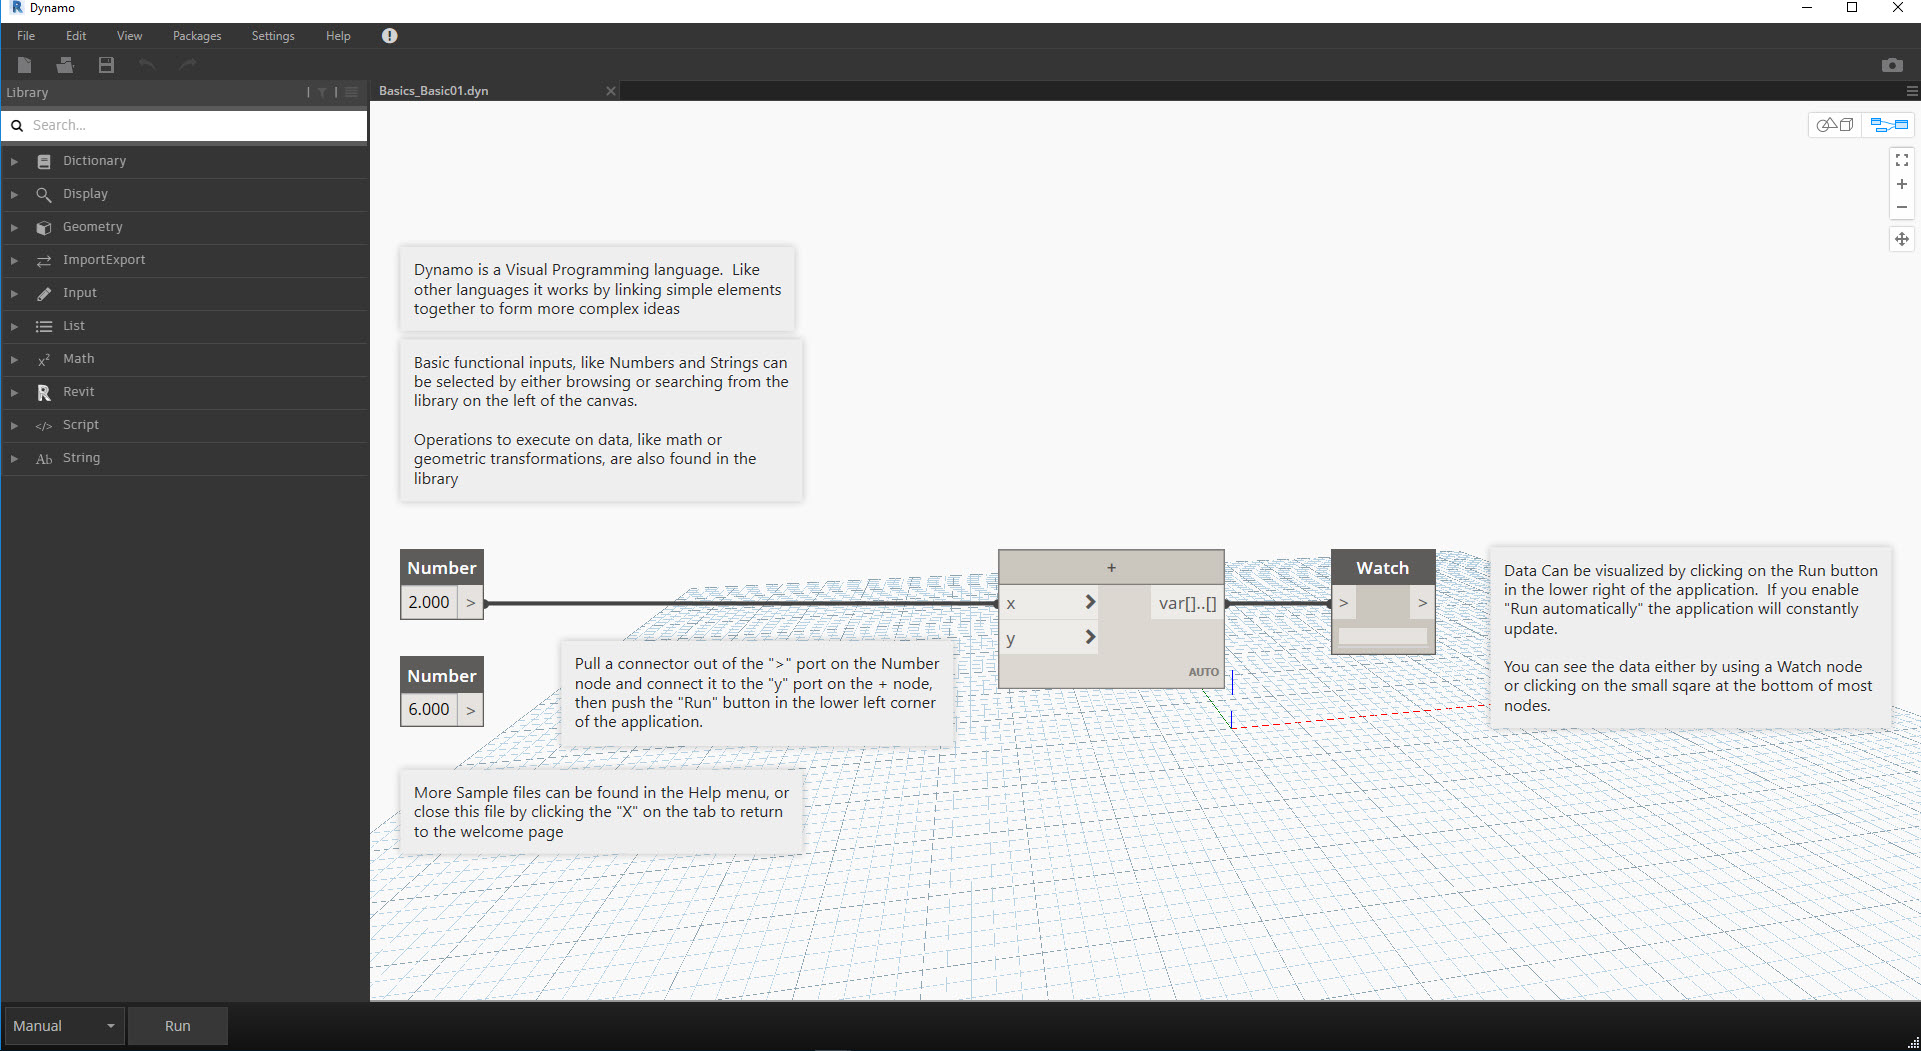 Dynamo
File Edit View Packages Settings Help
Library
Basics_Basic01.dyn
Search...
Dictionary
Display
Geometry
ImportExport
Input
List
Math
Revit
Script
String
Dynamo is a Visual Programming language.  Like
other languages it works by linking simple elements
together to form more complex ideas
Basic functional inputs, like Numbers and Strings can
be selected by either browsing or searching from the
library on the left of the canvas.
Operations to execute on data, like math or
geometric transformations, are also found in the
library
Number
2.000 >
Number
6.000 >
+
x
y
var[]..[]
AUTO
Watch
> >
Pull a connector out of the ">" port on the Number
node and connect it to the "y" port on the + node,
then push the "Run" button in the lower left corner
of the application.
Data Can be visualized by clicking on the Run button
in the lower right of the application.  If you enable
"Run automatically" the application will constantly
update.
You can see the data either by using a Watch node
or clicking on the small sqare at the bottom of most
nodes.
More Sample files can be found in the Help menu, or
close this file by clicking the "X" on the tab to return
to the welcome page
Manual
Run